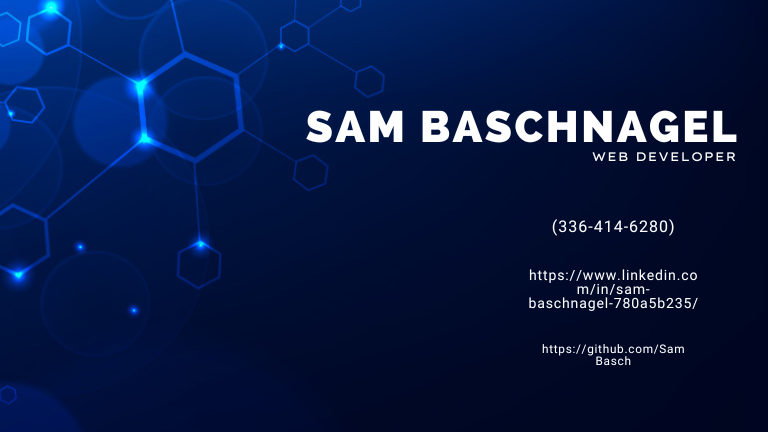 SAM BASCHNAGEL
WEB DEVELOPER
(336-414-6280)
https://www.linkedin.co
m/in/sam-
baschnagel-780a5b235/
https://github.com/Sam
Basch